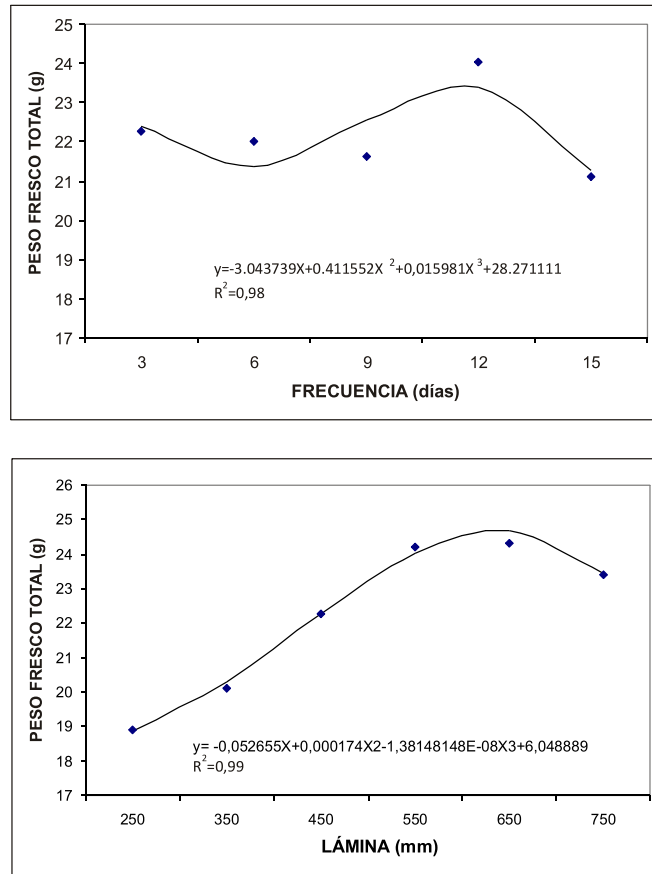 PESO FRESCO TOTAL (g)
25
24
23
22
21
20
19
18
17
y=-3.043739X+0.411552X 2+0,015981X 3+28.271111
R2=0,98
3 6 9 12 15
FRECUENCIA (días)
PESO FRESCO TOTAL (g)
26
25
24
23
22
21
20
19
18
17
y= -0,052655X+0,000174X2-1,38148148E-08X3+6,048889
R2=0,99
250 350 450 550 650 750
LÁMINA (mm)